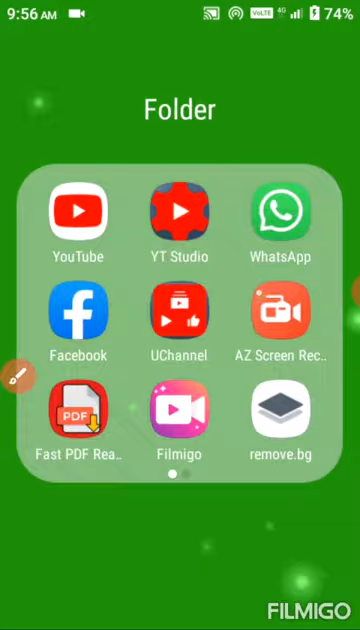 9:56 AM VoLTE 4G 74%
Folder
YouTube YT Studio WhatsApp
Facebook UChannel AZ Screen Rec..
PDF
Fast PDF Rea.. Filmigo remove.bg
FILMIGO